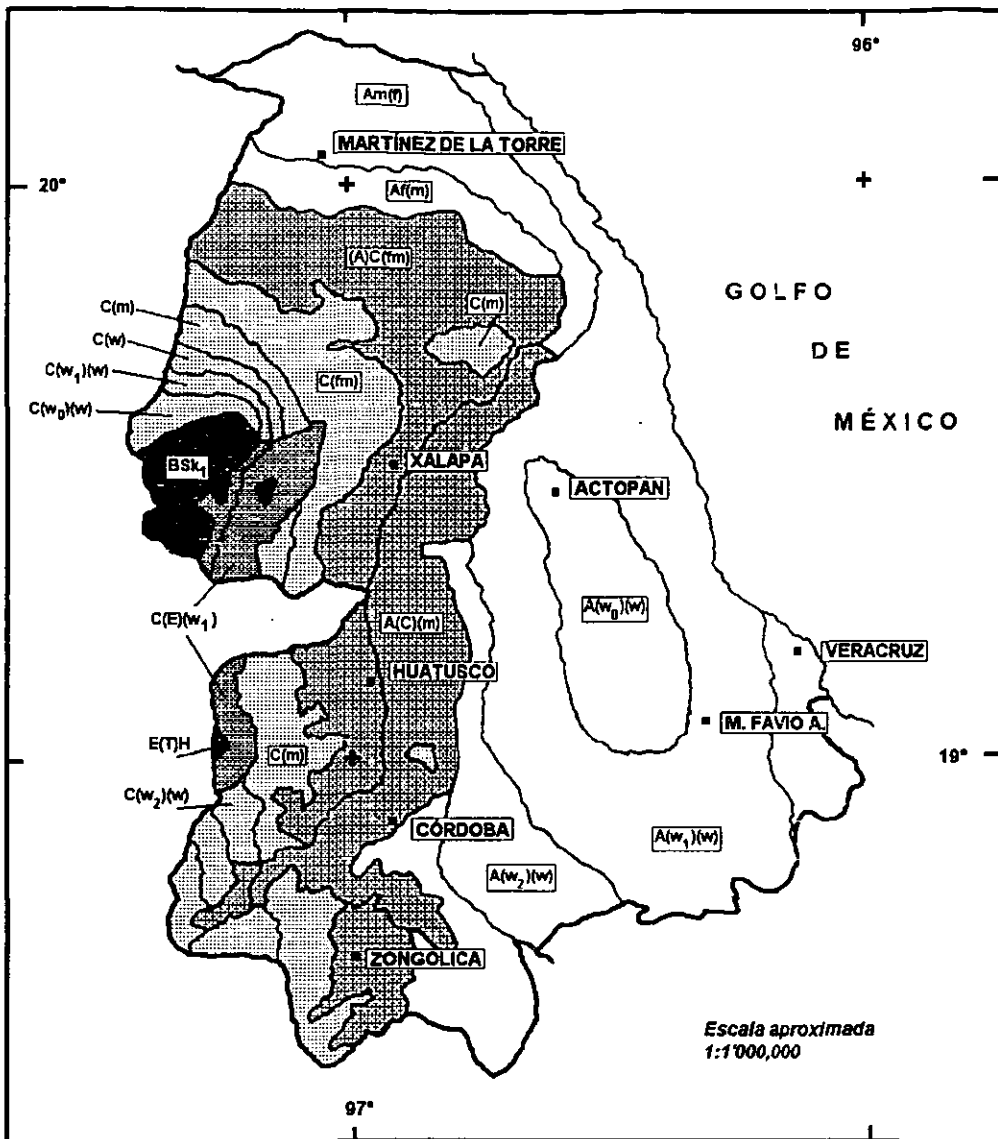 96°
Am(f)
MARTÍNEZ DE LA TORRE
20°
Af(m)
(A)C(fm)
GOLFO
DE
MÉXICO
C(m)
C(m)
C(w)
C(w₁)(w)
C(w₀)(w)
C(fm)
BSk₁
XALAPA
ACTOPAN
A(w₀)(w)
C(E)(w₁)
A(C)(m)
VERACRUZ
HUATUSCO
M. FAVIO A.
E(T)H
C(m)
19°
C(w₂)(w)
CÓRDOBA
A(w₁)(w)
A(w₂)(w)
ZONGOLICA
Escala aproximada
1:1'000,000
97°